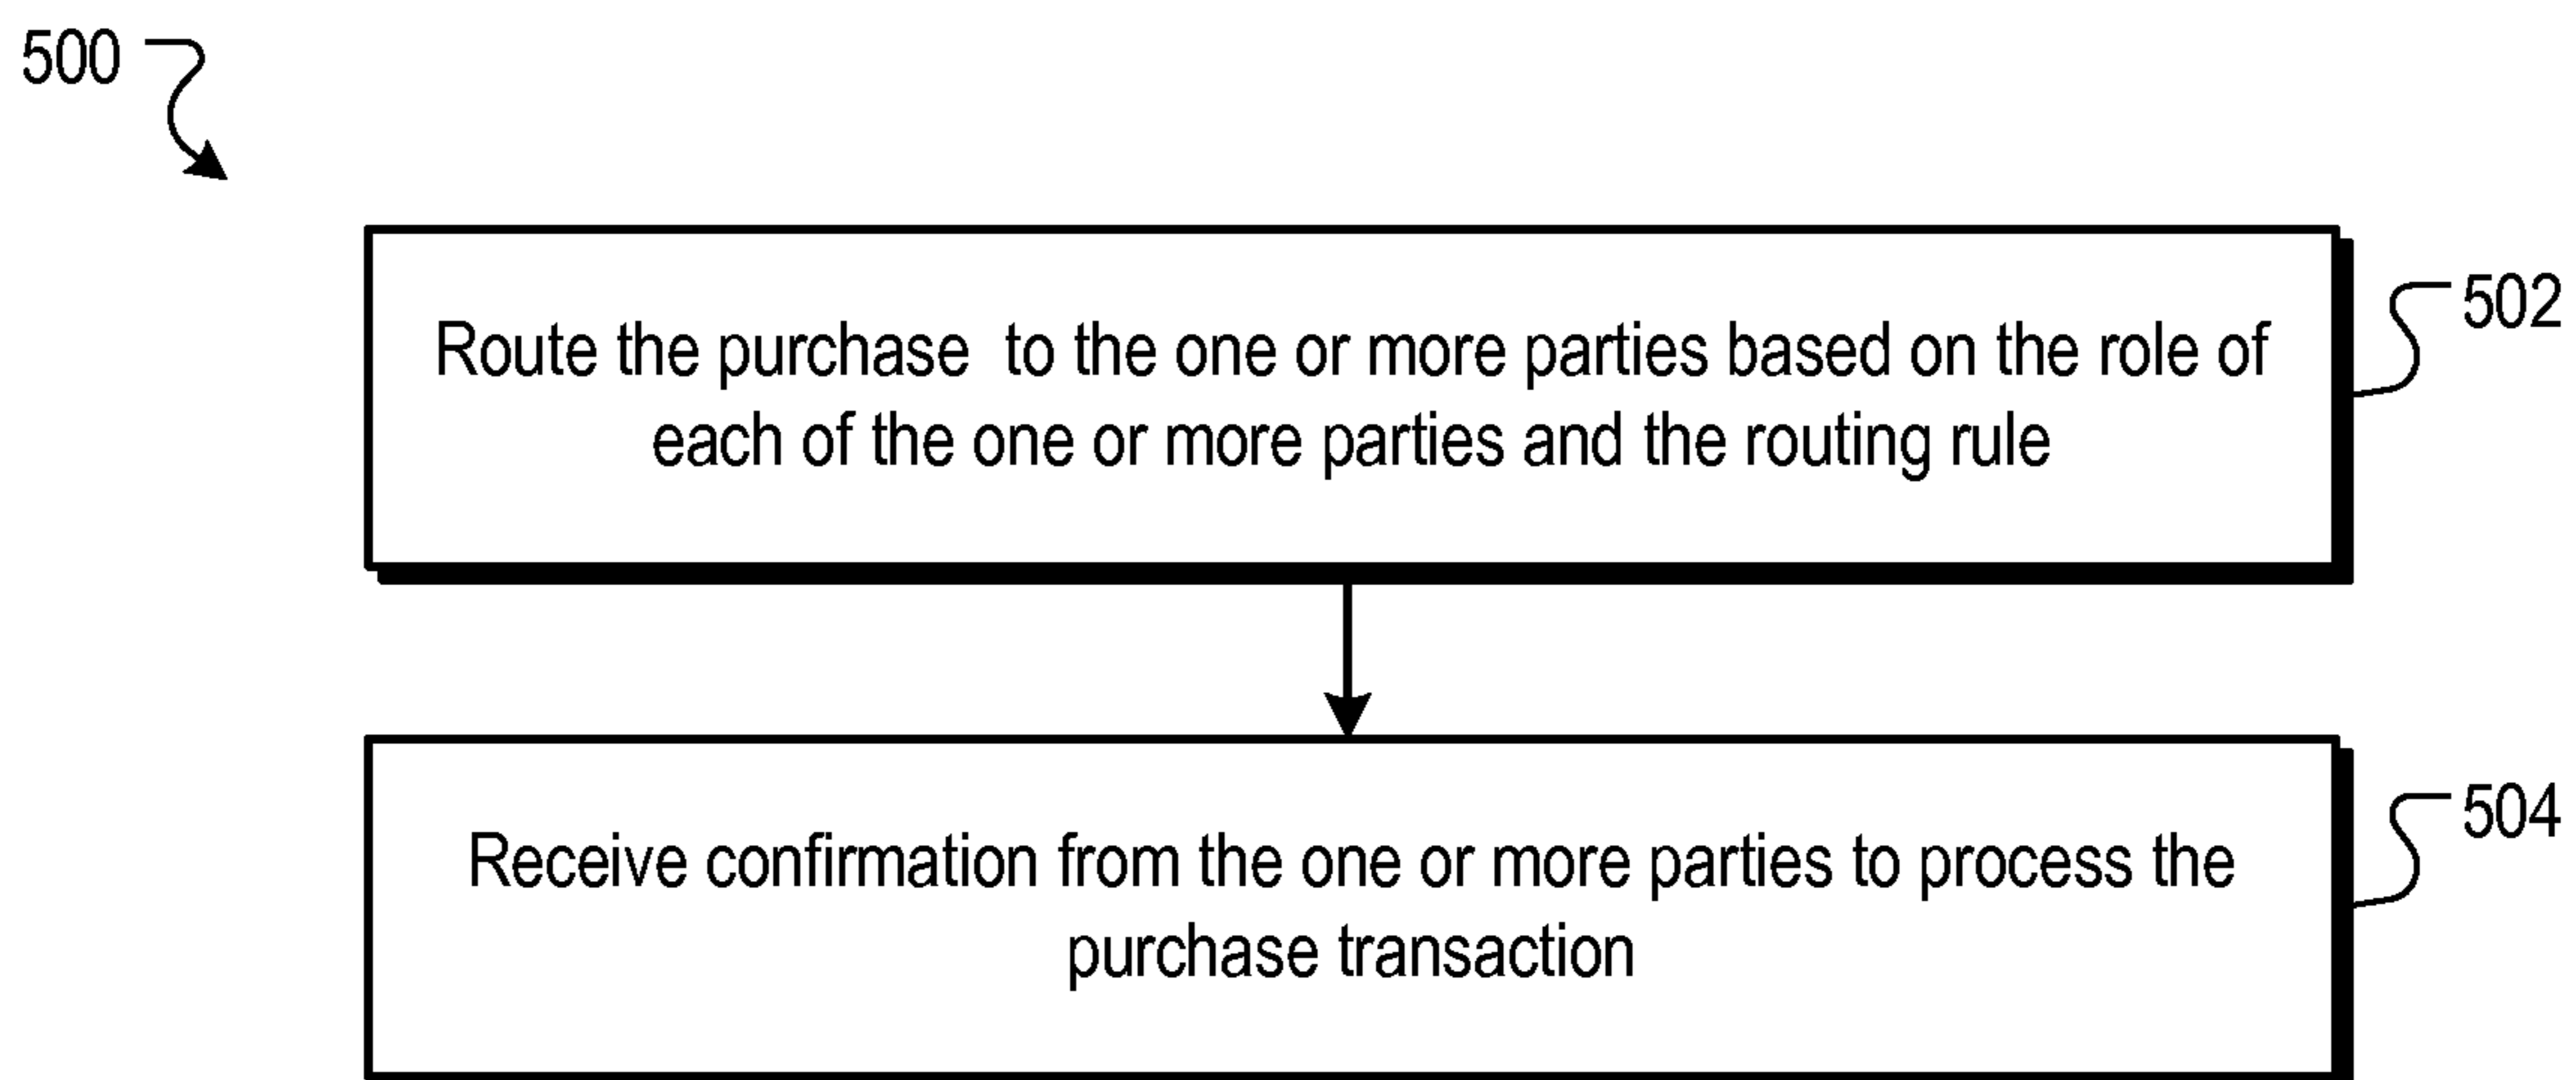 500
502
Route the purchase  to the one or more parties based on the role of
each of the one or more parties and the routing rule
504
Receive confirmation from the one or more parties to process the
purchase transaction